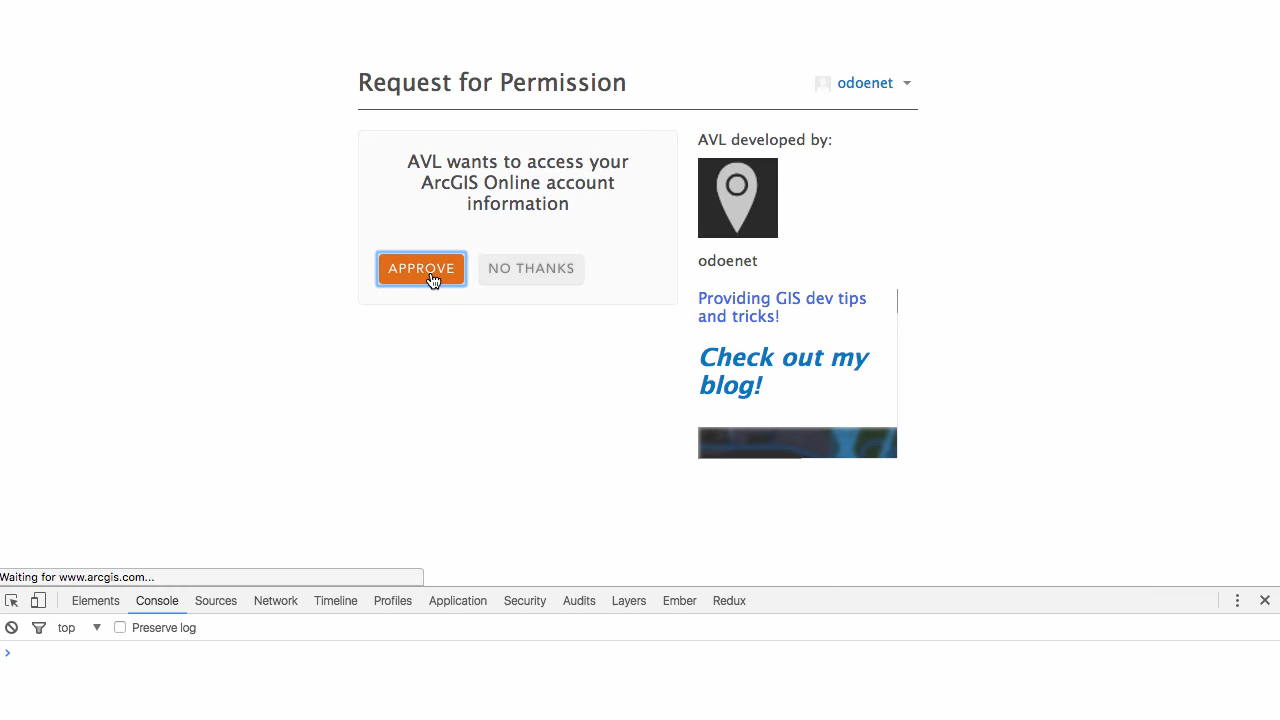 Request for Permission
odoenet
AVL wants to access your
ArcGIS Online account
information
APPROVE
NO THANKS
AVL developed by:
odoenet
Providing GIS dev tips
and tricks!
Check out my
blog!
Waiting for www.arcgis.com...
Elements Console Sources Network Timeline Profiles Application Security Audits Layers Ember Redux
top Preserve log